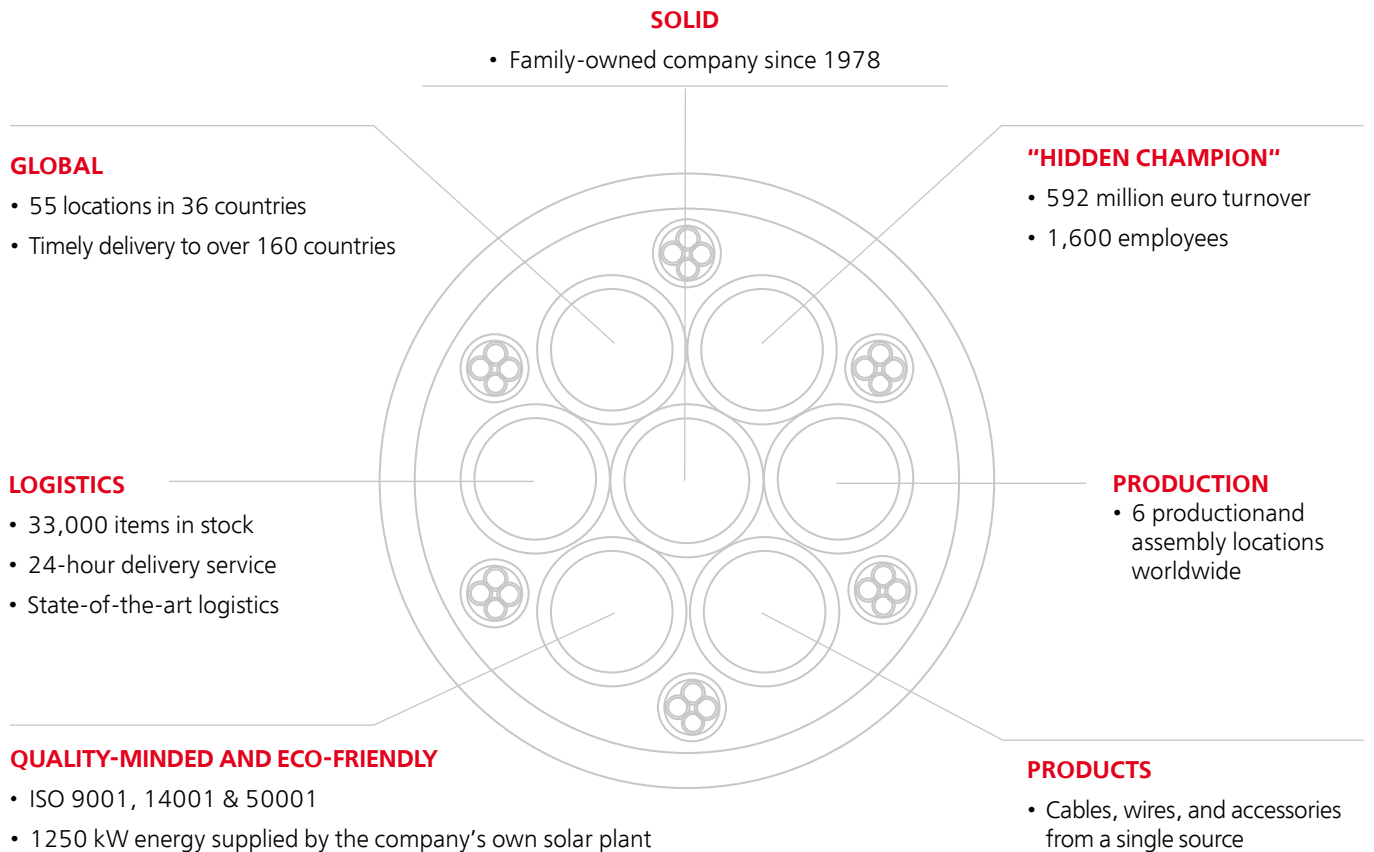 SOLID
• Family-owned company since 1978
GLOBAL
• 55 locations in 36 countries
• Timely delivery to over 160 countries
"HIDDEN CHAMPION“
• 592 million euro turnover
• 1,600 employees
LOGISTICS
• 33,000 items in stock
• 24-hour delivery service
• State-of-the-art logistics
PRODUCTION
• 6 productionand
assembly locations
worldwide
QUALITY-MINDED AND ECO-FRIENDLY
• ISO 9001, 14001 & 50001
• 1250 kW energy supplied by the company’s own solar plant
PRODUCTS
• Cables, wires, and accessories
from a single source